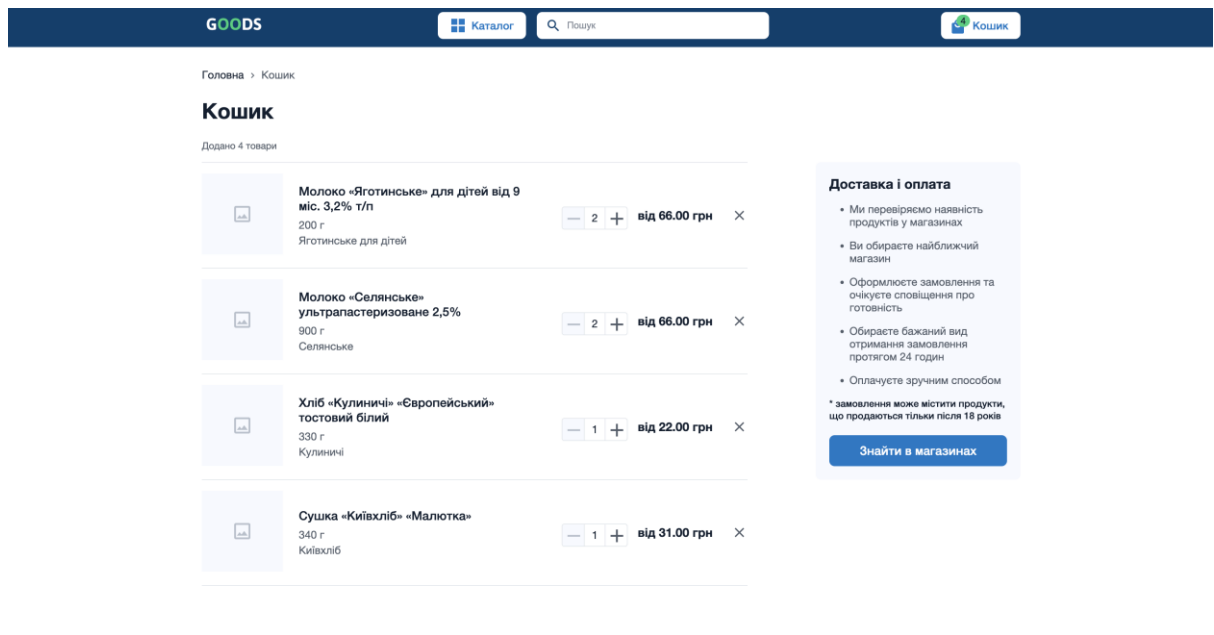 GOODS
Каталог
Пошук
4
Кошик
Головна > Кошик
Кошик
Додано 4 товари
Молоко «Яготинське» для дітей від 9
міс. 3,2% т/п
200 г
Яготинське для дітей
— 2 +
від 66.00 грн
×
Молоко «Селянське»
ультрапастеризоване 2,5%
900 г
Селянське
— 2 +
від 66.00 грн
×
Хліб «Кулиничі» «Європейський»
тостовий білий
330 г
Кулиничі
— 1 +
від 22.00 грн
×
Сушка «Київхліб» «Малютка»
340 г
Київхліб
— 1 +
від 31.00 грн
×
Доставка і оплата
• Ми перевіряємо наявність
продуктів у магазинах
• Ви обираєте найближчий
магазин
• Оформлюєте замовлення та
очікуєте сповіщення про
готовність
• Обираєте бажаний вид
отримання замовлення
протягом 24 годин
• Оплачуєте зручним способом
* замовлення може містити продукти,
що продаються тільки після 18 років
Знайти в магазинах